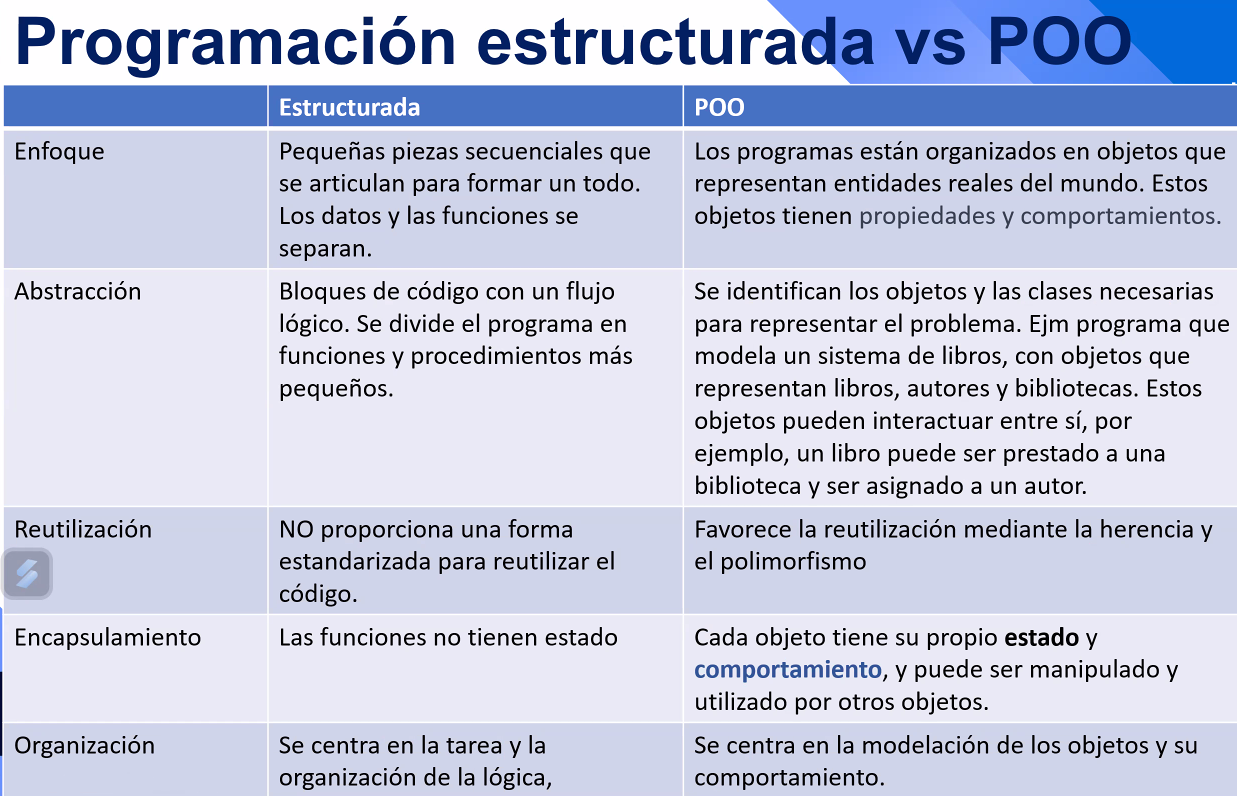 Programación estructurada vs POO
Estructurada
POO
Enfoque
Pequeñas piezas secuenciales que
se articulan para formar un todo.
Los datos y las funciones se
separan.
Los programas están organizados en objetos que
representan entidades reales del mundo. Estos
objetos tienen propiedades y comportamientos.
Abstracción
Bloques de código con un flujo
lógico. Se divide el programa en
funciones y procedimientos más
pequeños.
Se identifican los objetos y las clases necesarias
para representar el problema. Ejm programa que
modela un sistema de libros, con objetos que
representan libros, autores y bibliotecas. Estos
objetos pueden interactuar entre sí, por
ejemplo, un libro puede ser prestado a una
biblioteca y ser asignado a un autor.
Reutilización
NO proporciona una forma
estandarizada para reutilizar el
código.
Favorece la reutilización mediante la herencia y
el polimorfismo
Encapsulamiento
Las funciones no tienen estado
Cada objeto tiene su propio estado y
comportamiento, y puede ser manipulado y
utilizado por otros objetos.
Organización
Se centra en la tarea y la
organización de la lógica,
Se centra en la modelación de los objetos y su
comportamiento.